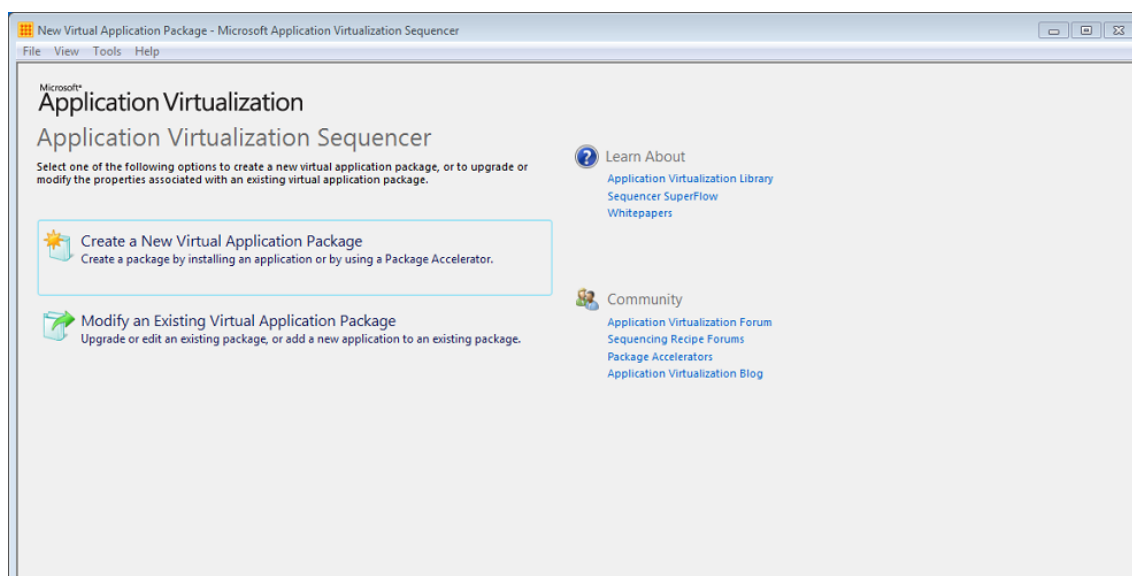 New Virtual Application Package - Microsoft Application Virtualization Sequencer
File View Tools Help
Microsoft®
Application Virtualization
Application Virtualization Sequencer
Select one of the following options to create a new virtual application package, or to upgrade or
modify the properties associated with an existing virtual application package.
Create a New Virtual Application Package
Create a package by installing an application or by using a Package Accelerator.
Modify an Existing Virtual Application Package
Upgrade or edit an existing package, or add a new application to an existing package.
Learn About
Application Virtualization Library
Sequencer SuperFlow
Whitepapers
Community
Application Virtualization Forum
Sequencing Recipe Forums
Package Accelerators
Application Virtualization Blog